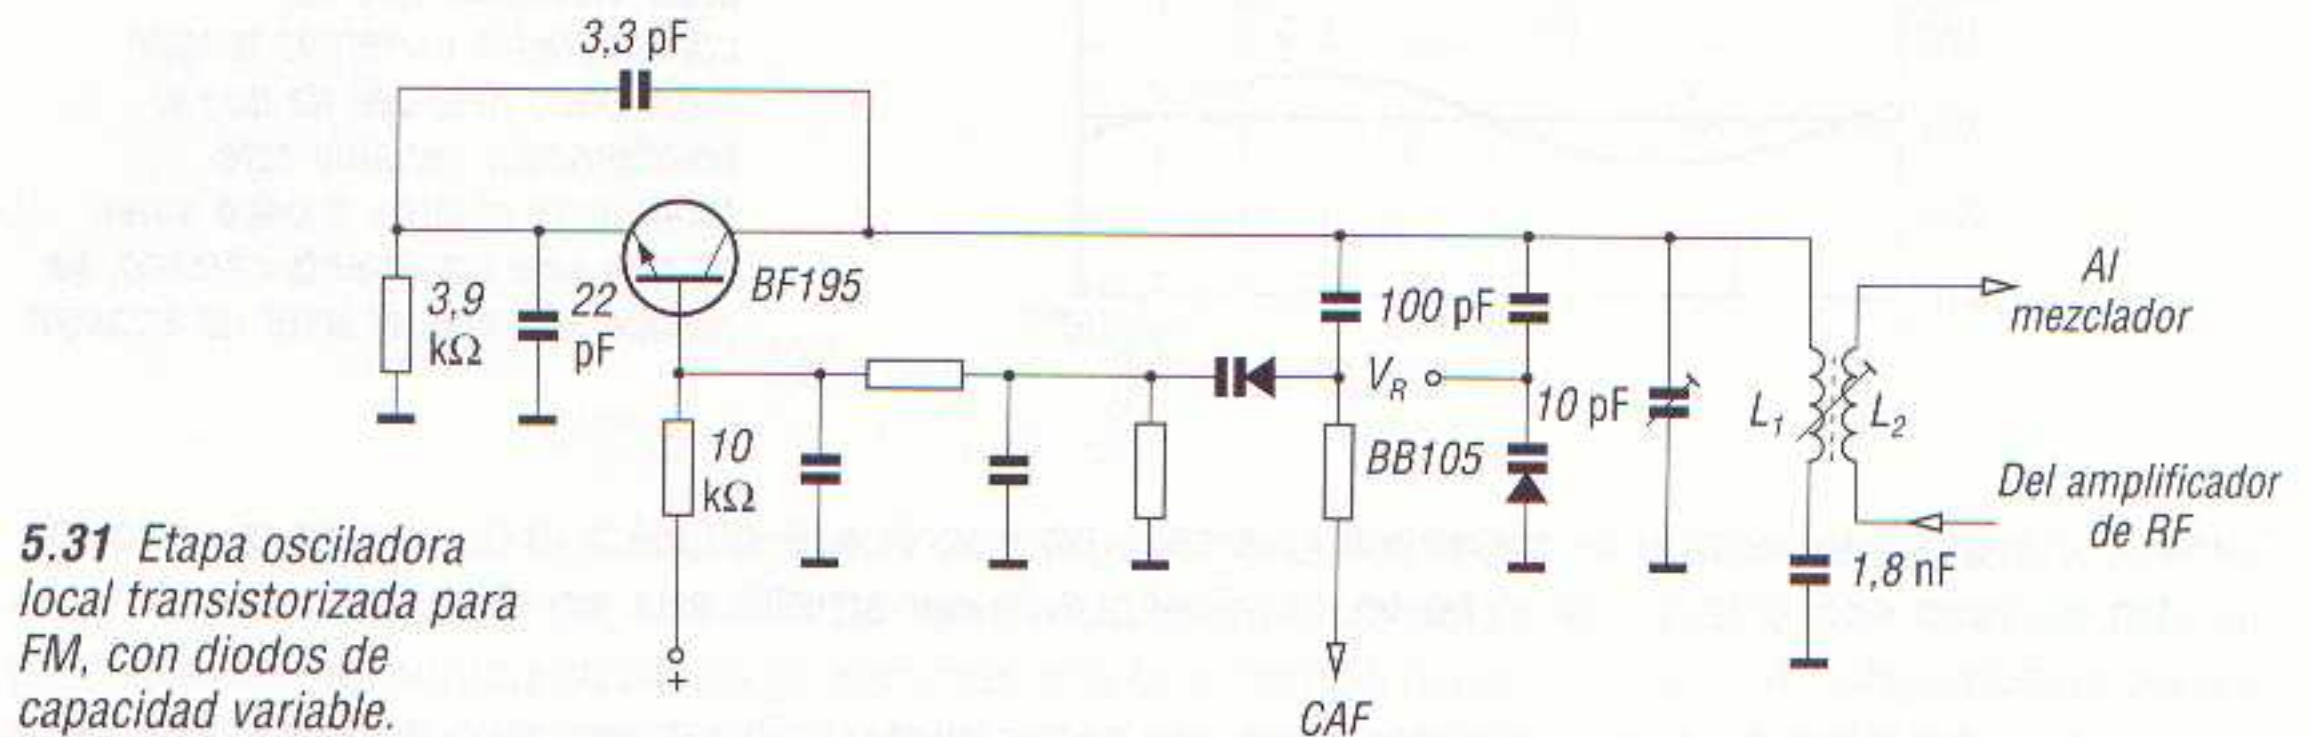 3,3 pF
3,9
kΩ
22
pF
BF195
100 pF
V_R
10 pF
L₁
L₂
Al
mezclador
10
kΩ
BB105
Del amplificador
de RF
1,8 nF
+
CAF
5.31 Etapa osciladora
local transistorizada para
FM, con diodos de
capacidad variable.